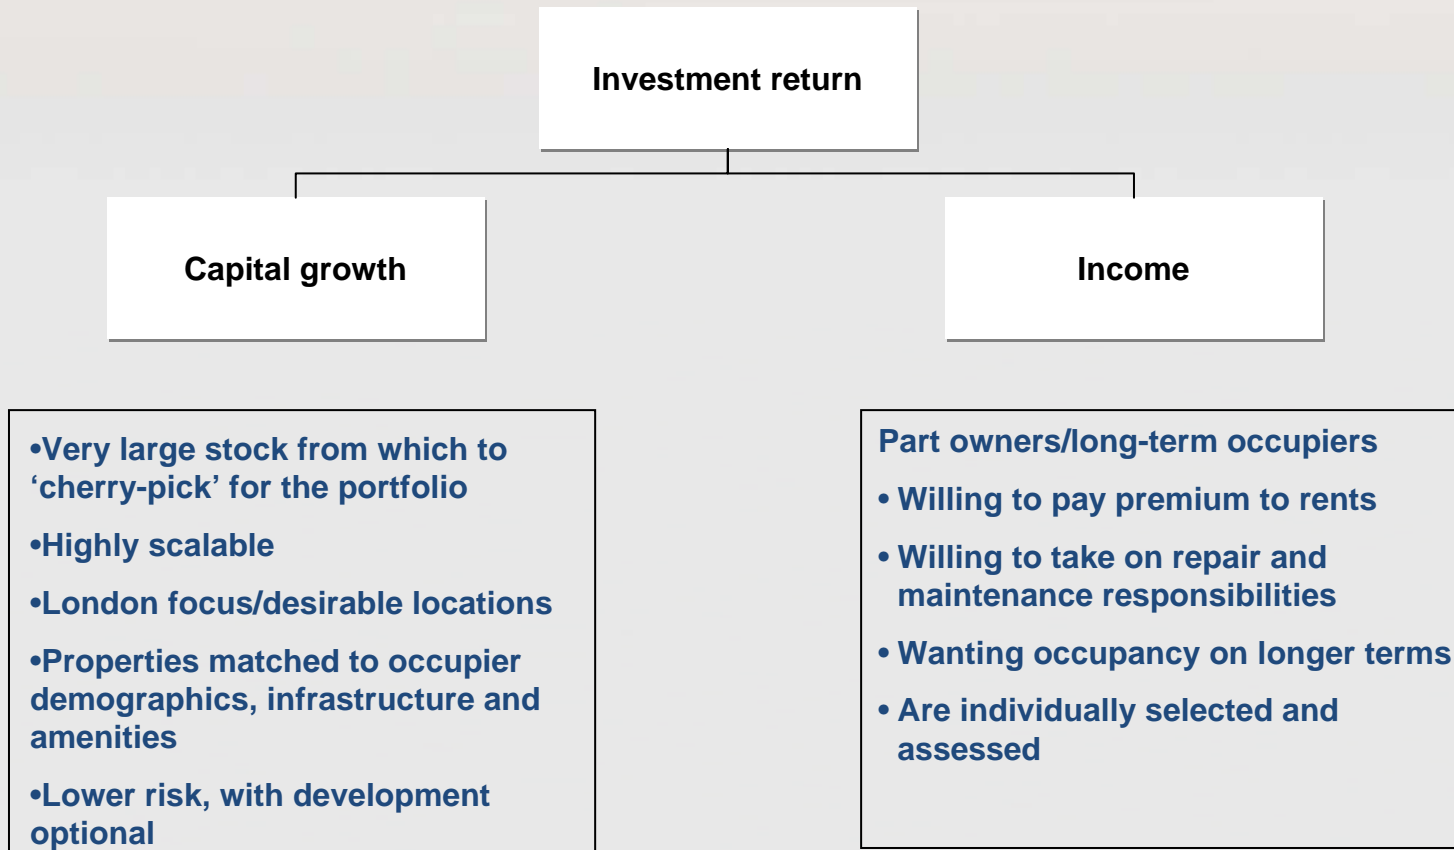 Investment return
Capital growth
Income
•Very large stock from which to
‘cherry-pick’ for the portfolio
•Highly scalable
•London focus/desirable locations
•Properties matched to occupier
demographics, infrastructure and
amenities
•Lower risk, with development
optional
Part owners/long-term occupiers
• Willing to pay premium to rents
• Willing to take on repair and
maintenance responsibilities
• Wanting occupancy on longer terms
• Are individually selected and
assessed